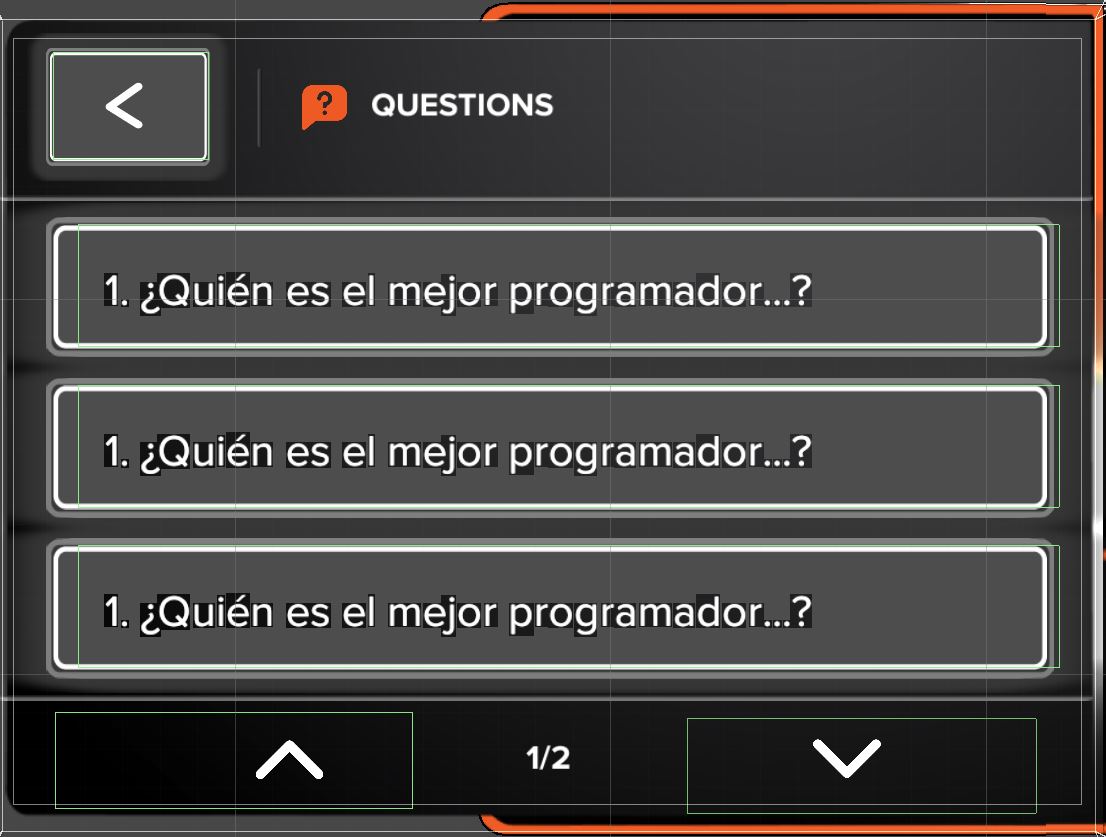 <
? QUESTIONS
1. ¿Quién es el mejor programador...?
1. ¿Quién es el mejor programador...?
1. ¿Quién es el mejor programador...?
1/2